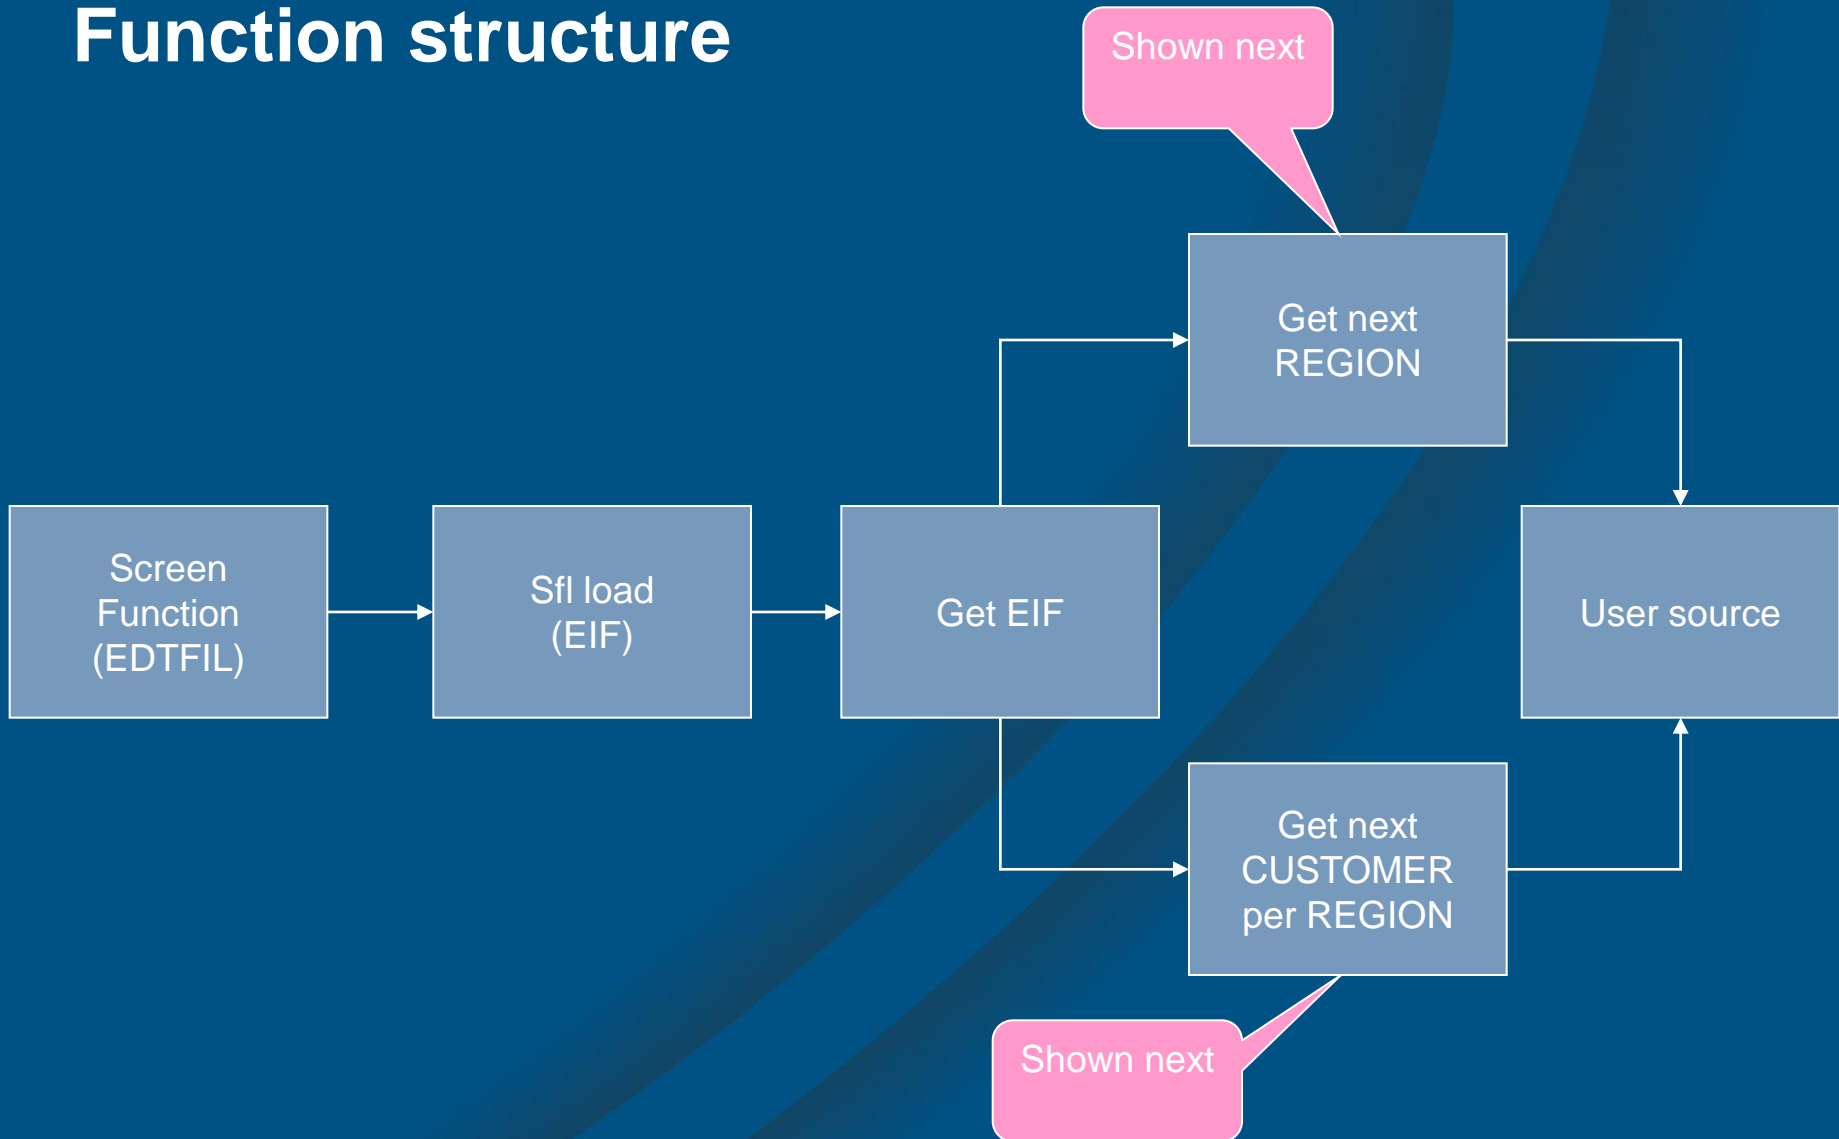 Function structure
Shown next
Get next
REGION
Screen
Function
(EDTFIL)
Sfl load
(EIF)
Get EIF
User source
Get next
CUSTOMER
per REGION
Shown next